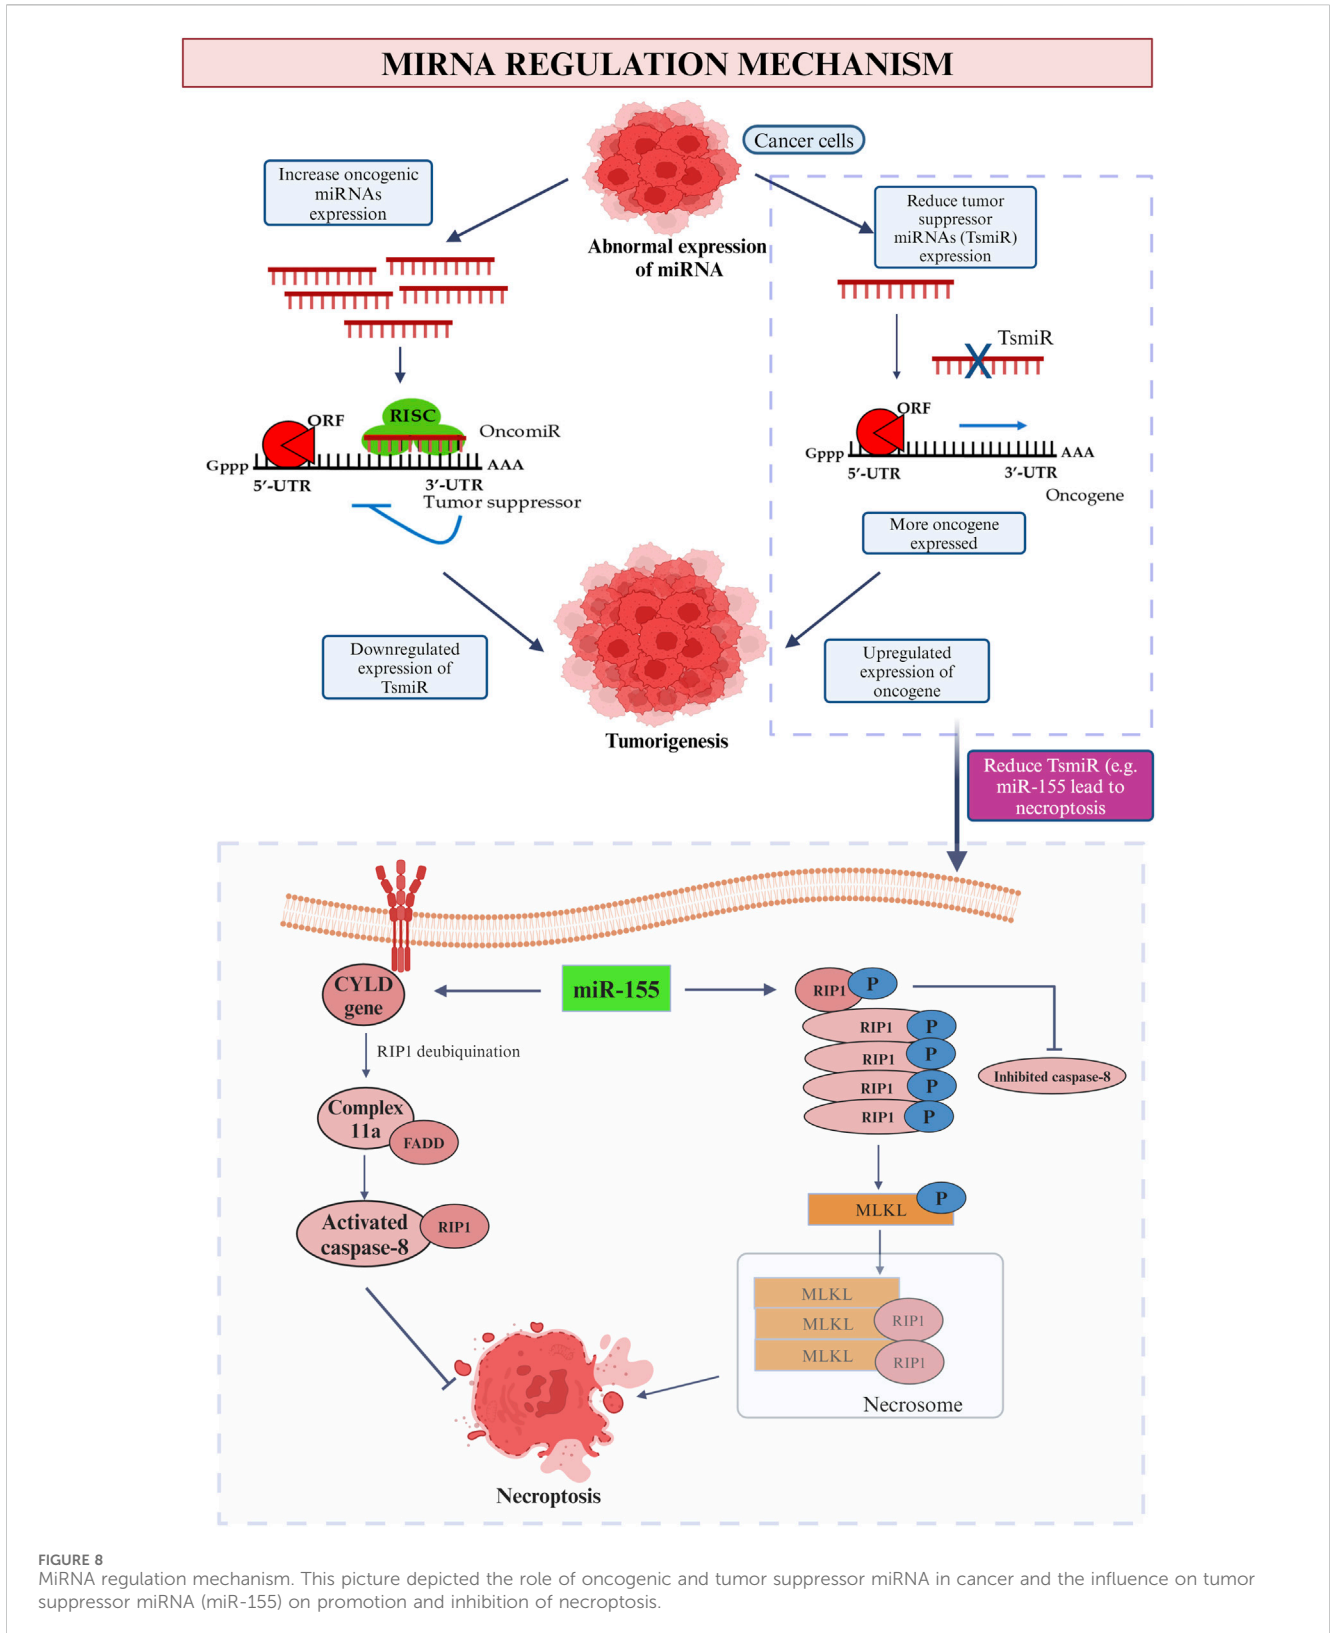 MIRNA REGULATION MECHANISM
Cancer cells
Increase oncogenic
miRNAs
expression
Reduce tumor
suppressor
miRNAs (TsmiR)
expression
Abnormal expression
of miRNA
TsmiR
RISC
ORF
OncomiR
Gppp
AAA
5′-UTR
3′-UTR
Tumor suppressor
ORF
Gppp
AAA
5′-UTR
3′-UTR
Oncogene
More oncogene
expressed
Downregulated
expression of
TsmiR
Upregulated
expression of
oncogene
Tumorigenesis
Reduce TsmiR (e.g.
miR-155 lead to
necroptosis
CYLD
gene
miR-155
RIP1
P
RIP1
P
RIP1
P
RIP1
P
RIP1
P
Inhibited caspase-8
RIP1 deubiquination
Complex
11a
FADD
Activated
caspase-8
RIP1
MLKL
P
MLKL
MLKL
MLKL
RIP1
RIP1
Necrosome
Necroptosis
FIGURE 8
MiRNA regulation mechanism. This picture depicted the role of oncogenic and tumor suppressor miRNA in cancer and the influence on tumor
suppressor miRNA (miR-155) on promotion and inhibition of necroptosis.